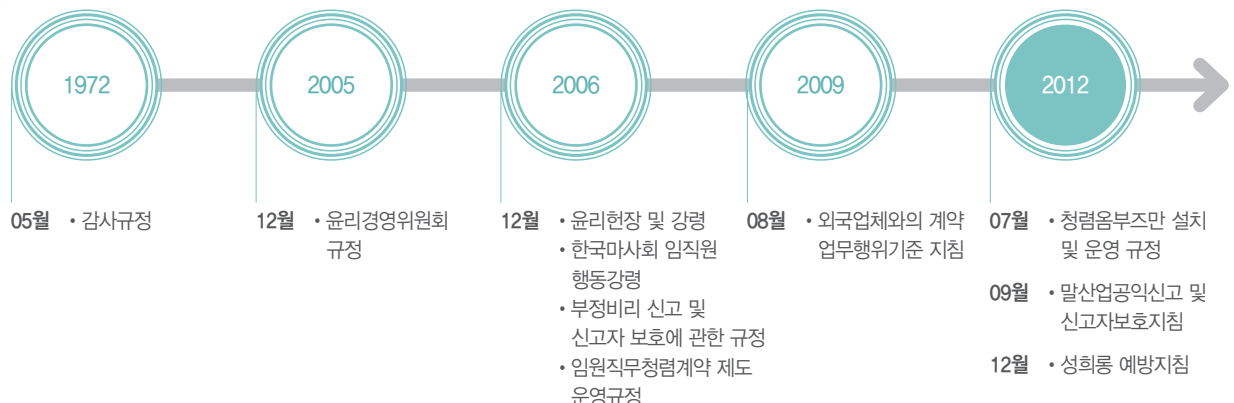 1972
2005
2006
2009
2012
05월 • 감사규정
12월 • 윤리경영위원회
규정
12월 • 윤리헌장 및 강령
• 한국마사회 임직원
행동강령
• 부정비리 신고 및
신고자 보호에 관한 규정
• 임원직무청렴계약 제도
운영규정
08월 • 외국업체와의 계약
업무행위기준 지침
07월 • 청렴옴부즈만 설치
및 운영 규정
09월 • 말산업공익신고 및
신고자보호지침
12월 • 성희롱 예방지침